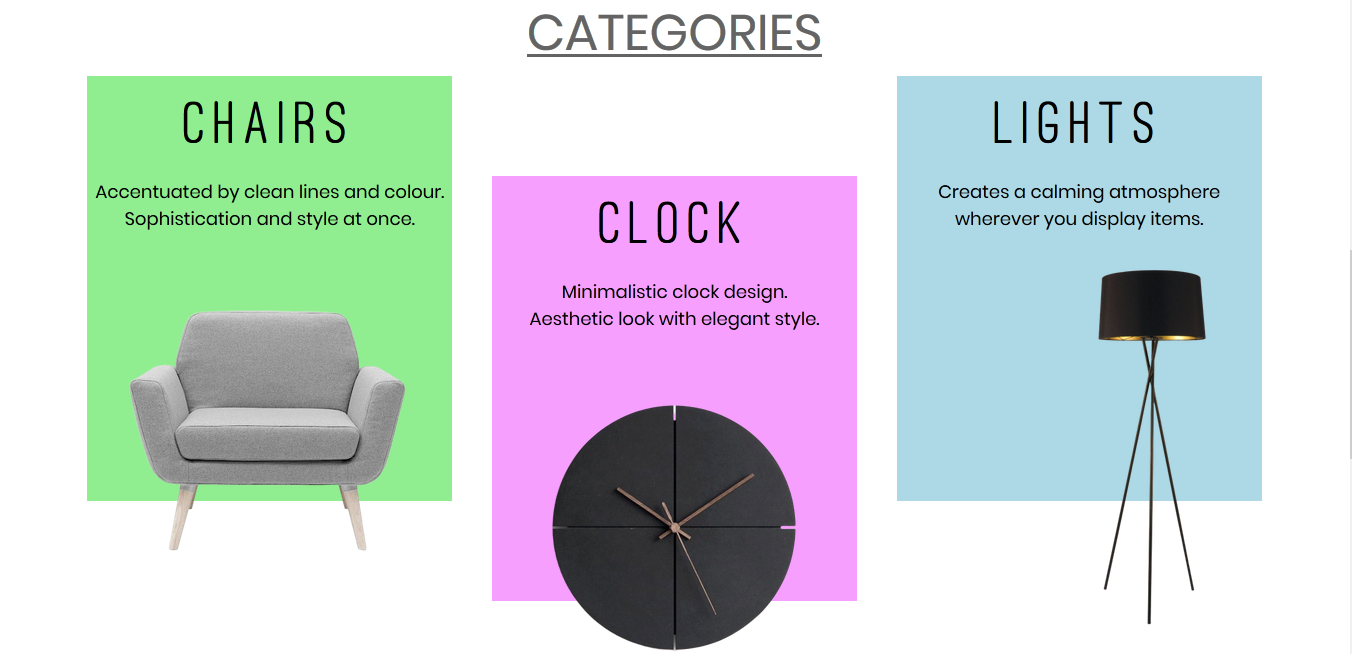 CATEGORIES
CHAIRS
Accentuated by clean lines and colour.
Sophistication and style at once.
CLOCK
Minimalistic clock design.
Aesthetic look with elegant style.
LIGHTS
Creates a calming atmosphere
wherever you display items.